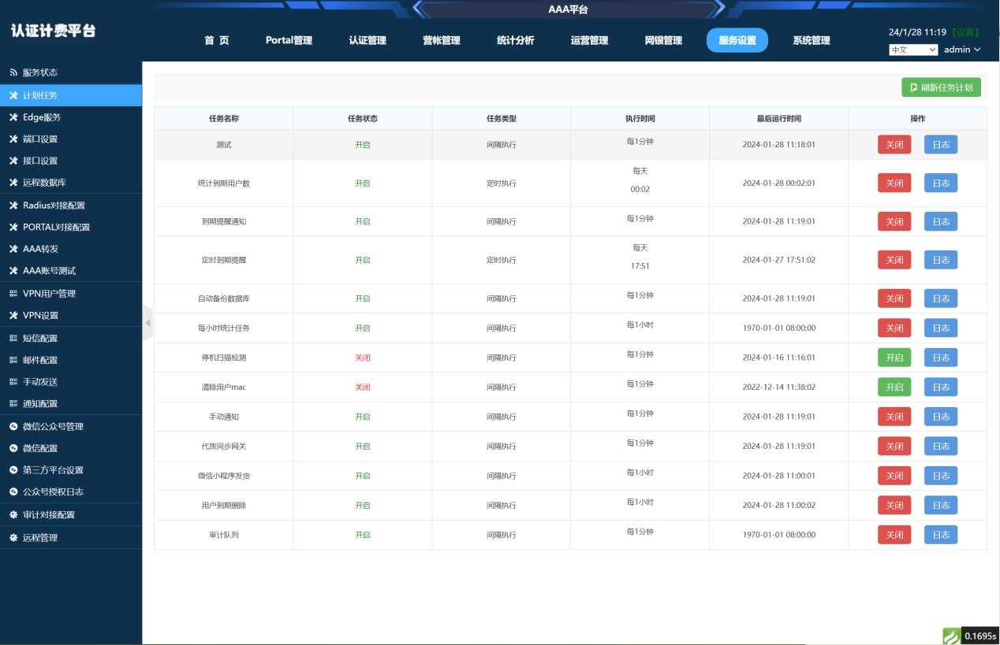 AAA平台
认证计费平台
首 页 Portal管理 认证管理 营帐管理 统计分析 运营管理 网银管理 服务设置 系统管理
24/1/28 11:19 【设置】
中文 admin
服务状态
计划任务
Edge服务
端口设置
接口设置
远程数据库
Radius对接配置
PORTAL对接配置
AAA转发
AAA账号测试
VPN用户管理
VPN设置
短信配置
邮件配置
手动发送
通知配置
微信公众号管理
微信配置
第三方平台设置
公众号授权日志
审计对接配置
远程管理
刷新任务计划
任务名称 任务状态 任务类型 执行时间 最后运行时间 操作
测试 开启 间隔执行 每1分钟 2024-01-28 11:18:01 关闭 日志
统计到期用户数 开启 定时执行 每天 00:02 2024-01-28 00:02:01 关闭 日志
到期提醒通知 开启 间隔执行 每1分钟 2024-01-28 11:19:01 关闭 日志
定时到期提醒 开启 定时执行 每天 17:51 2024-01-27 17:51:02 关闭 日志
自动备份数据库 开启 间隔执行 每1分钟 2024-01-28 11:19:01 关闭 日志
每小时统计任务 开启 间隔执行 每1小时 1970-01-01 08:00:00 关闭 日志
停机扫描检测 关闭 间隔执行 每1分钟 2024-01-16 11:16:01 开启 日志
清除用户mac 关闭 间隔执行 每1分钟 2022-12-14 11:38:02 开启 日志
手动通知 开启 间隔执行 每1分钟 2024-01-28 11:19:01 关闭 日志
代拨同步网关 开启 间隔执行 每1分钟 2024-01-28 11:19:01 关闭 日志
微信小程序发货 开启 间隔执行 每1小时 2024-01-28 11:00:01 关闭 日志
用户到期删除 开启 间隔执行 每1小时 2024-01-28 11:00:02 关闭 日志
审计队列 开启 间隔执行 每1分钟 1970-01-01 08:00:00 关闭 日志
0.1695s